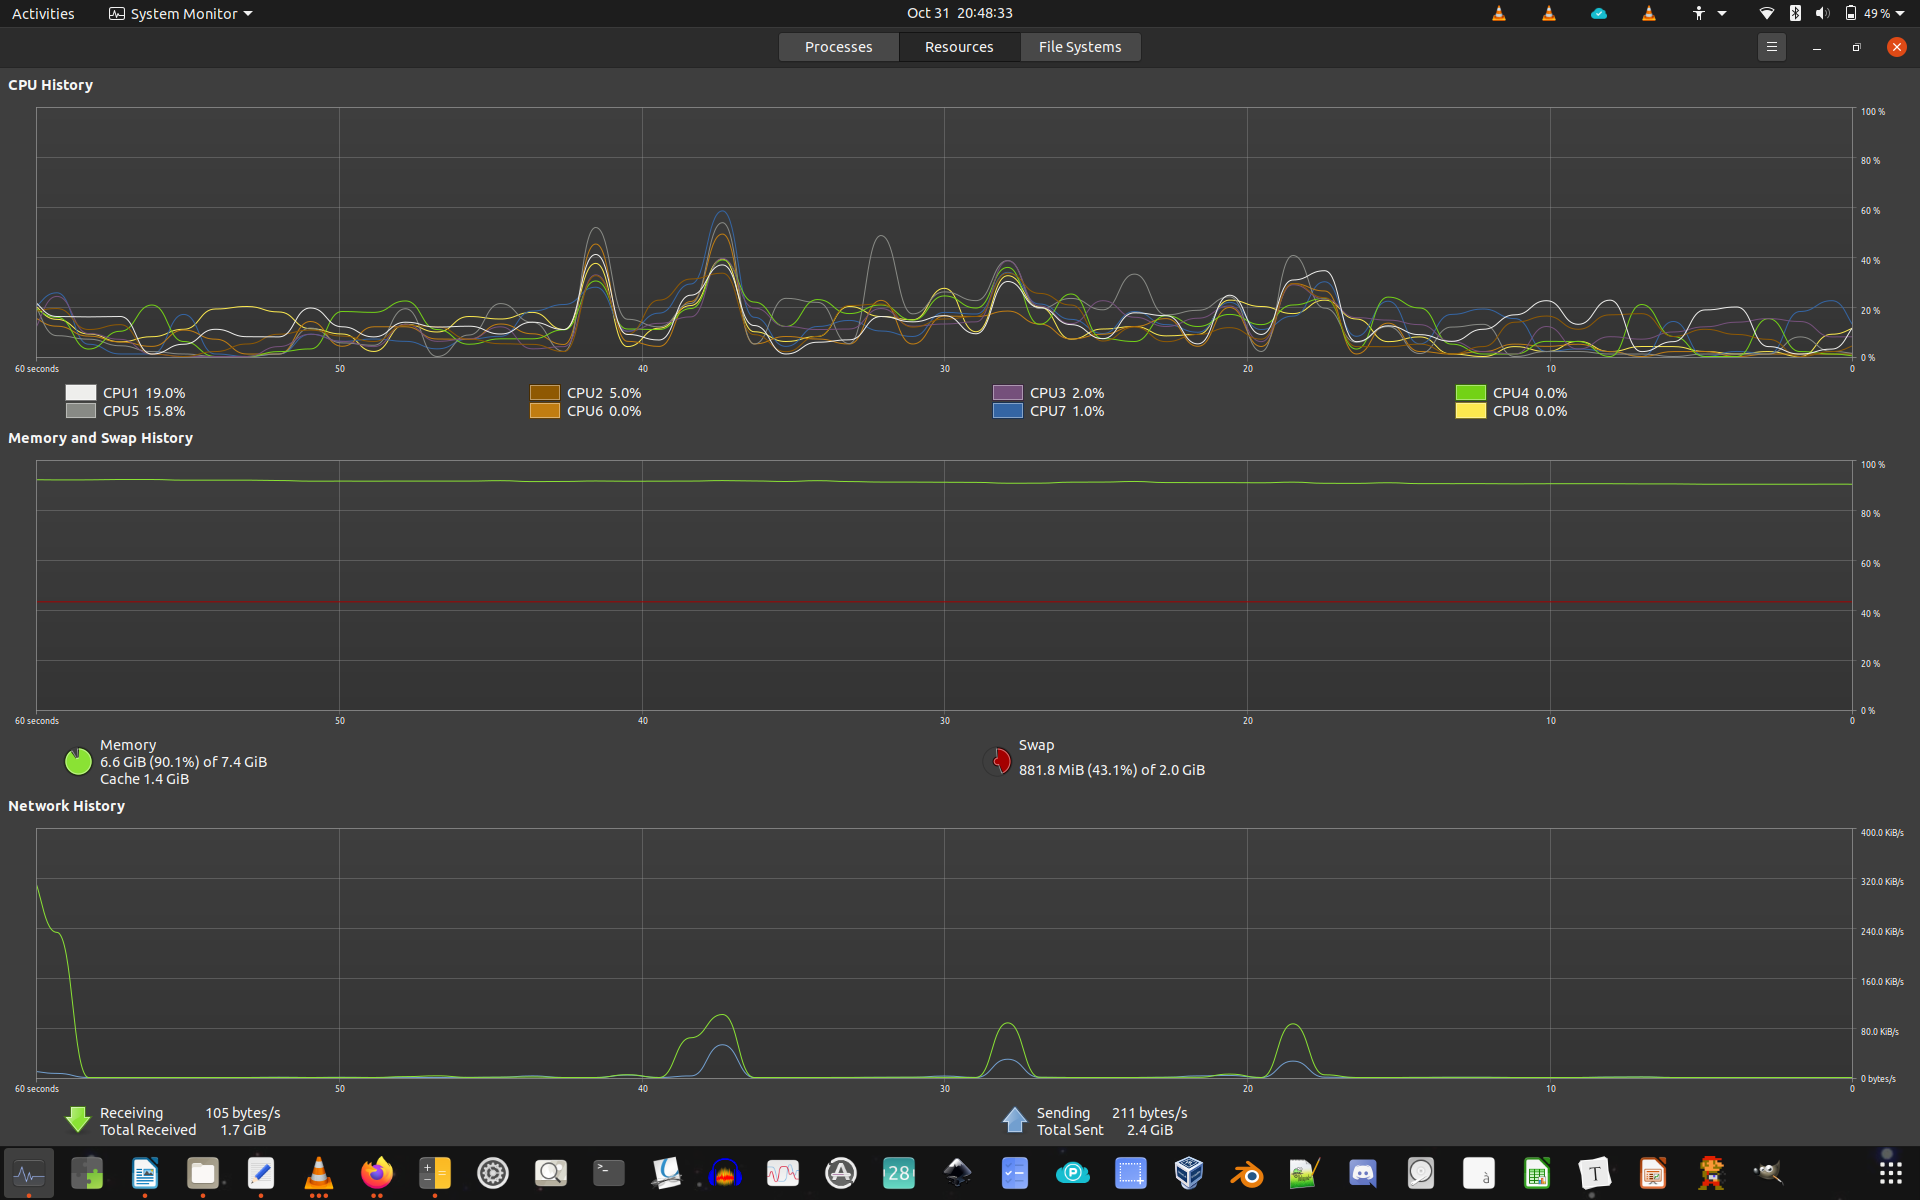 Activities System Monitor Oct 31 20:48:33 49 %
Processes Resources File Systems
CPU History
100 %
80 %
60 %
40 %
20 %
0 %
60 seconds 50 40 30 20 10 0
CPU1 19.0% CPU2 5.0% CPU3 2.0% CPU4 0.0%
CPU5 15.8% CPU6 0.0% CPU7 1.0% CPU8 0.0%
Memory and Swap History
100 %
80 %
60 %
40 %
20 %
0 %
60 seconds 50 40 30 20 10 0
Memory
6.6 GiB (90.1%) of 7.4 GiB
Cache 1.4 GiB
Swap
881.8 MiB (43.1%) of 2.0 GiB
Network History
400.0 KiB/s
320.0 KiB/s
240.0 KiB/s
160.0 KiB/s
80.0 KiB/s
0 bytes/s
60 seconds 50 40 30 20 10 0
Receiving 105 bytes/s
Total Received 1.7 GiB
Sending 211 bytes/s
Total Sent 2.4 GiB
28
à
T